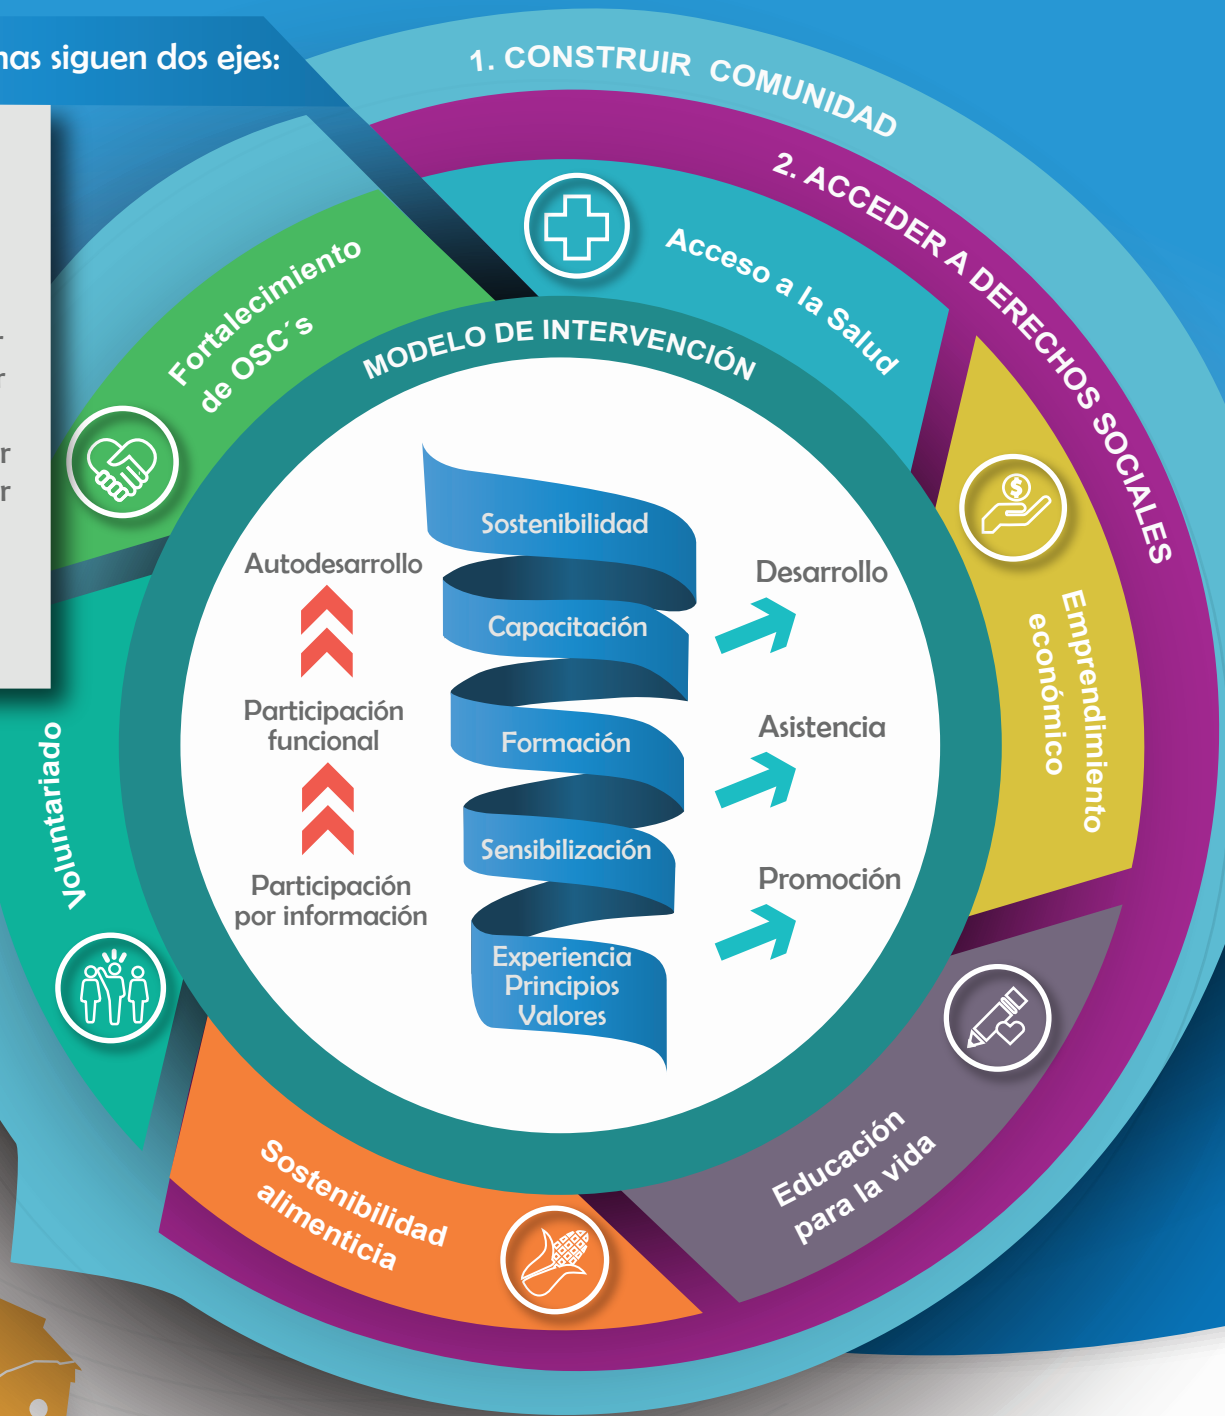 siguen dos ejes:
1. CONSTRUIR COMUNIDAD
2. ACCEDER A DERECHOS SOCIALES
Acceso a la Salud
Fortalecimiento
de OSC´s
MODELO DE INTERVENCIÓN
Emprendimiento
económico
Educación
para la vida
Sostenibilidad
alimenticia
Voluntariado
Autodesarrollo
Participación
funcional
Participación
por información
Sostenibilidad
Capacitación
Formación
Sensibilización
Experiencia
Principios
Valores
Desarrollo
Asistencia
Promoción
$